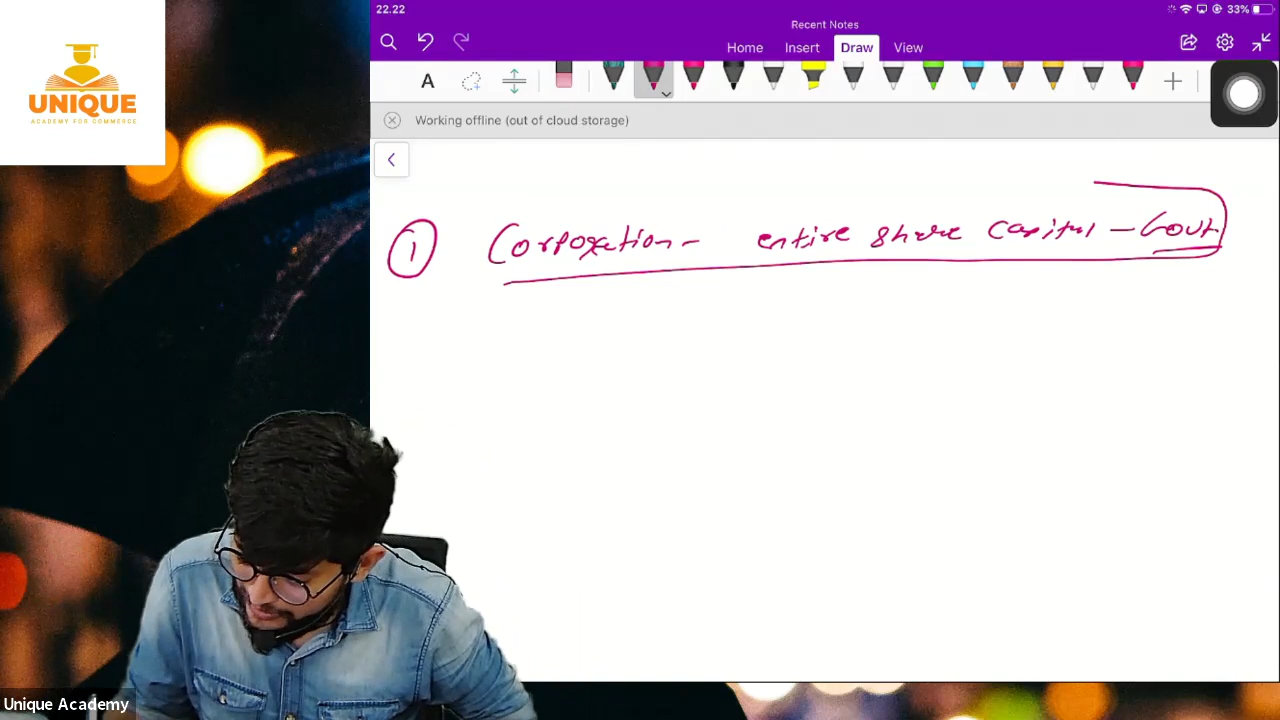 22.22
33%
Recent Notes
Home Insert Draw View
A
Working offline (out of cloud storage)
UNIQUE
ACADEMY FOR COMMERCE
① Corporation - entire share capital - Govt.
Unique Academy